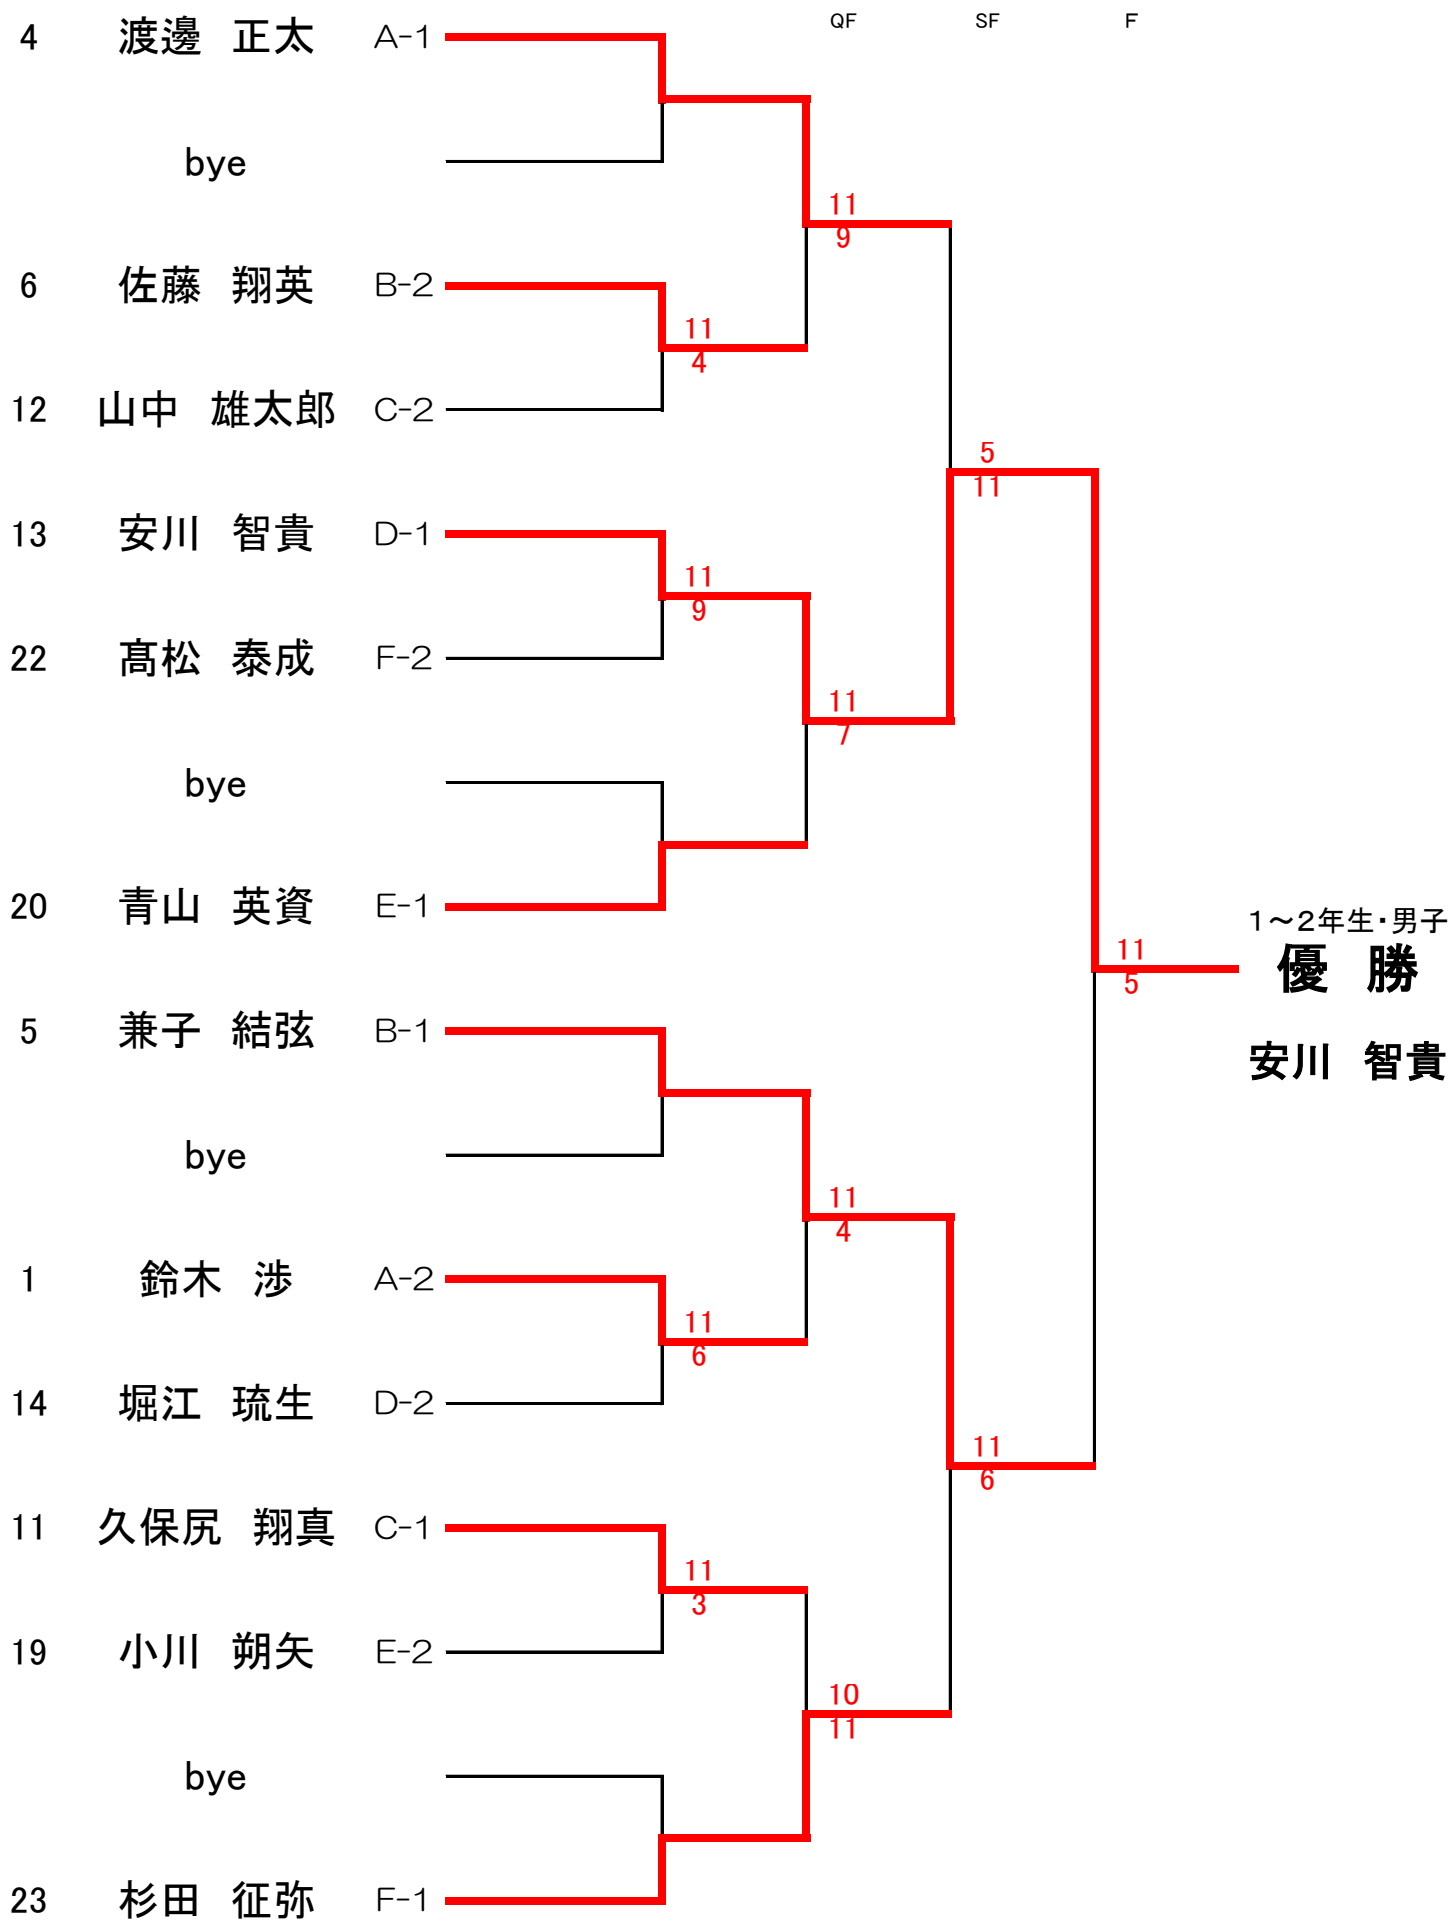 QF SF F
4 渡邊 正太 A-1
bye
11
9
6 佐藤 翔英 B-2
11
4
12 山中 雄太郎 C-2
5
11
13 安川 智貴 D-1
11
9
22 髙松 泰成 F-2
11
7
bye
20 青山 英資 E-1
1～2年生・男子
11
5
優 勝
5 兼子 結弦 B-1
安川 智貴
bye
11
4
1 鈴木 渉 A-2
11
6
14 堀江 琉生 D-2
11
6
11 久保尻 翔真 C-1
11
3
19 小川 朔矢 E-2
10
11
bye
23 杉田 征弥 F-1